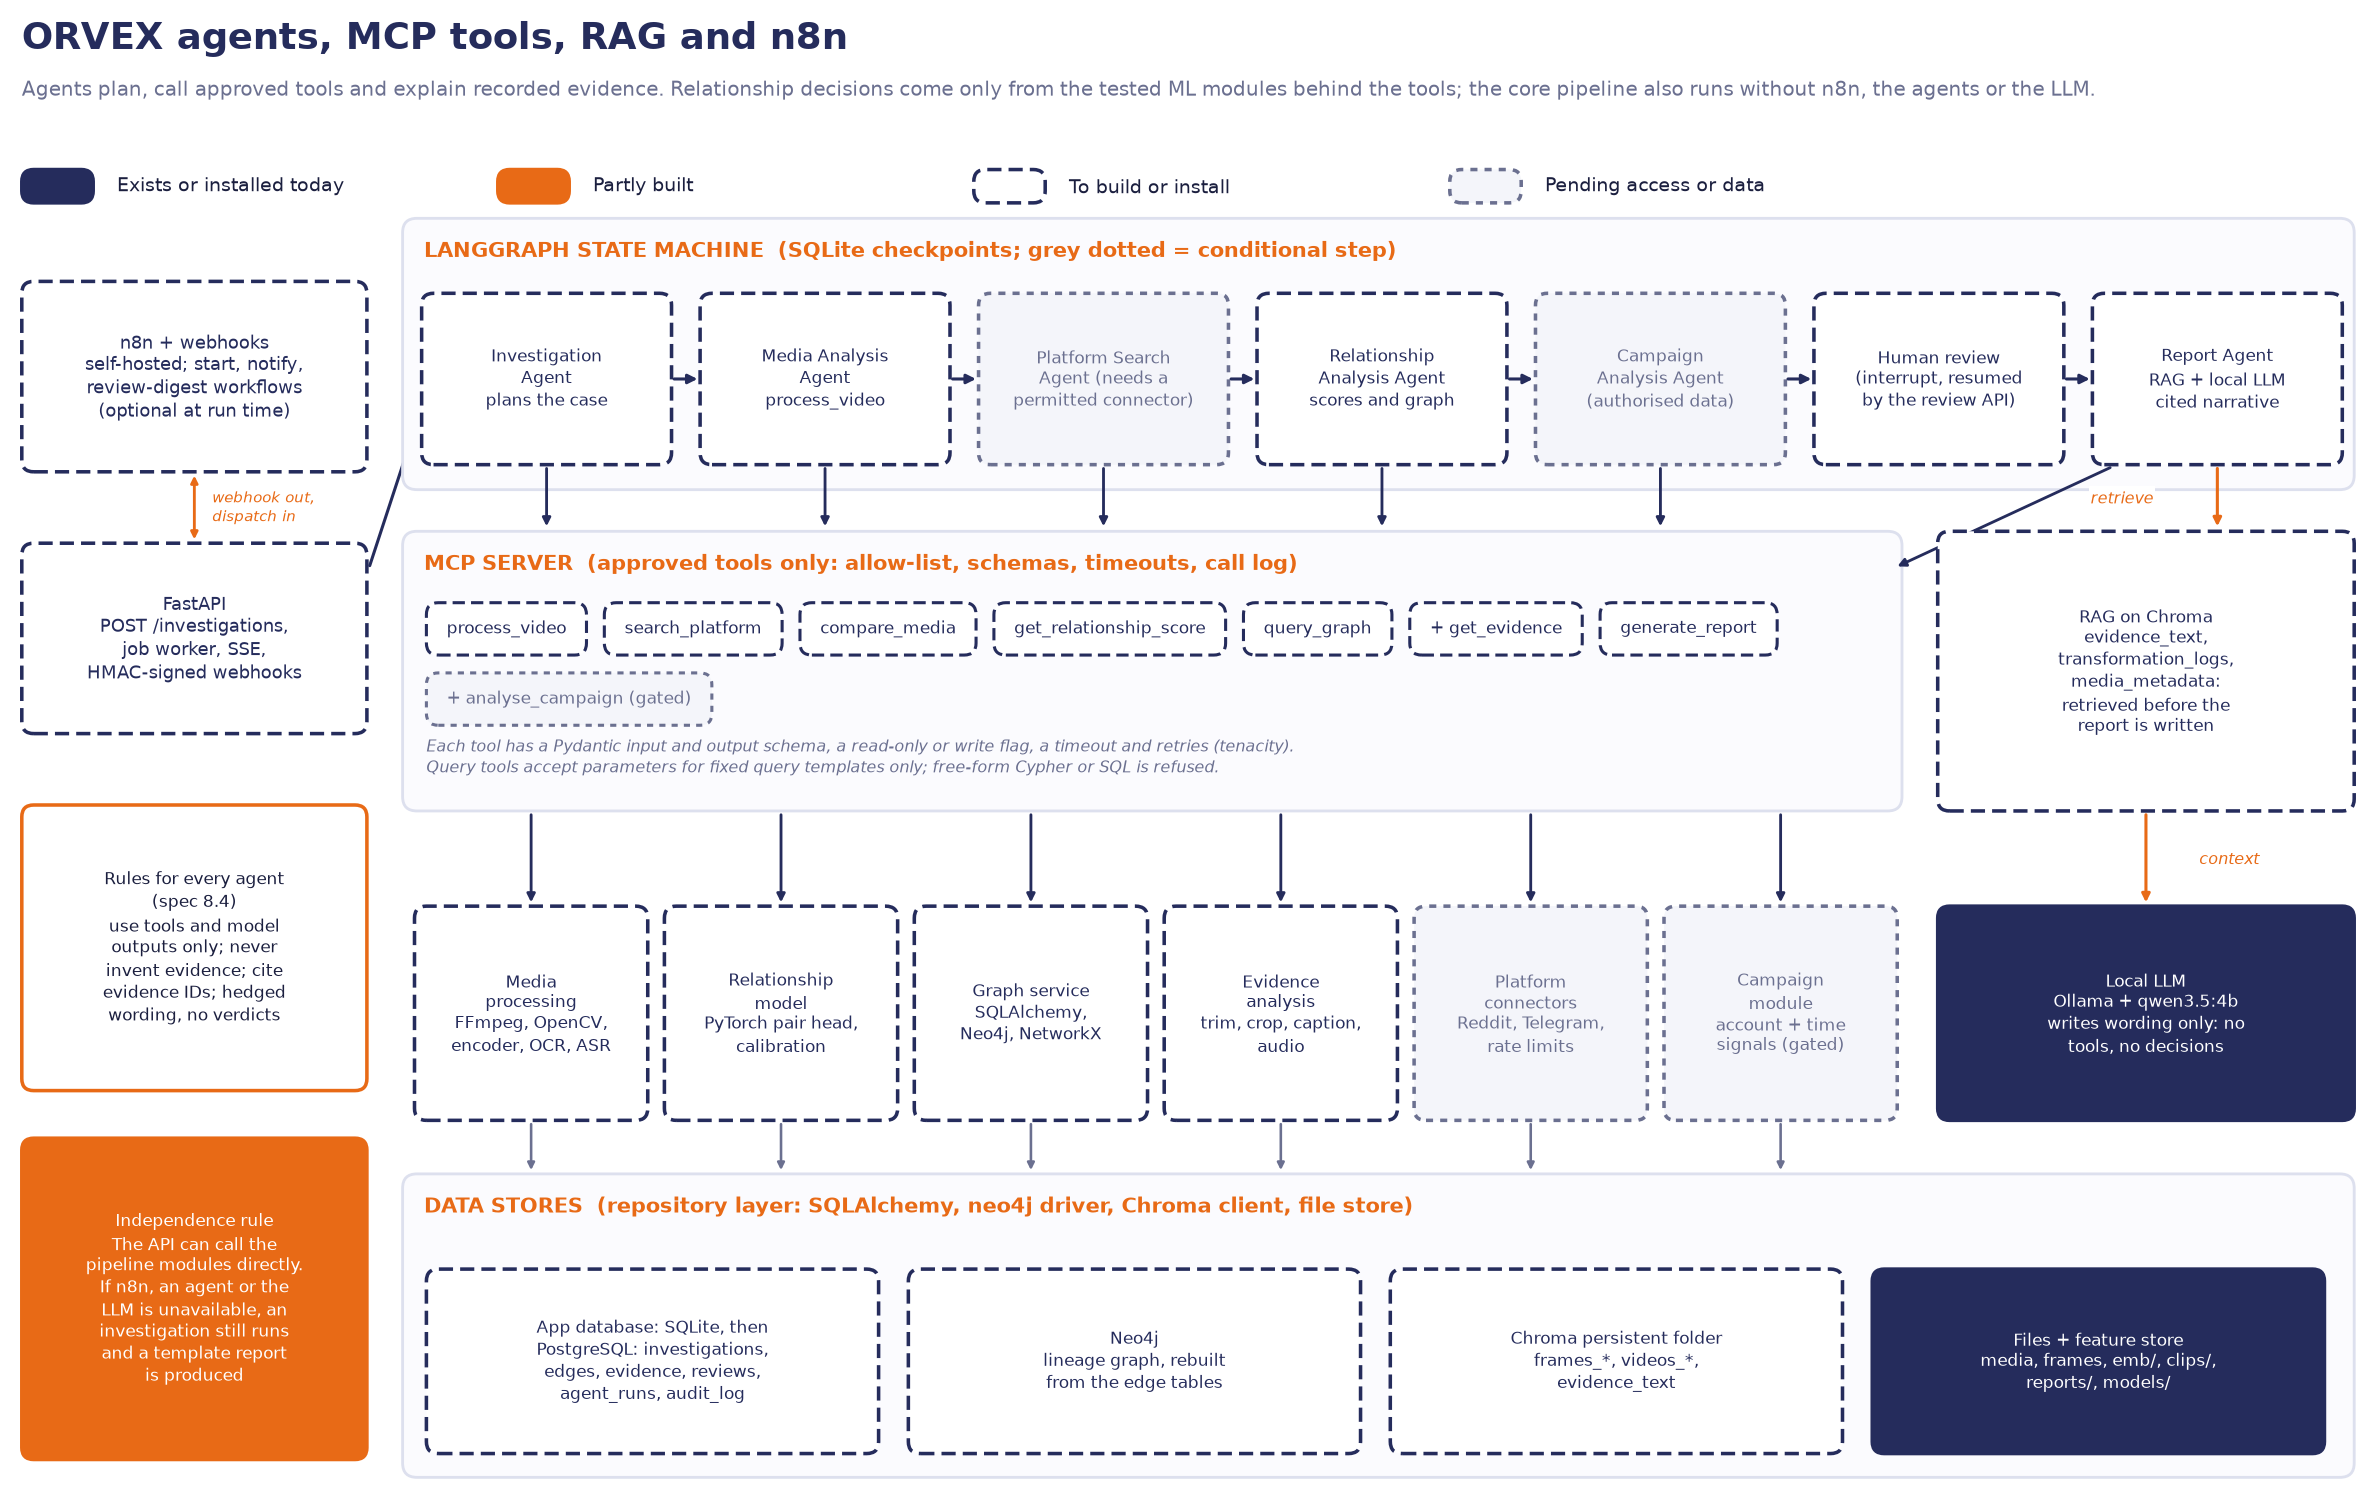 ORVEX agents, MCP tools, RAG and n8n
Agents plan, call approved tools and explain recorded evidence. Relationship decisions come only from the tested ML modules behind the tools; the core pipeline also runs without n8n, the agents or the LLM.
Exists or installed today
Partly built
To build or install
Pending access or data
LANGGRAPH STATE MACHINE (SQLite checkpoints; grey dotted = conditional step)
n8n + webhooks
self-hosted; start, notify,
review-digest workflows
(optional at run time)
Investigation
Agent
plans the case
Media Analysis
Agent
process_video
Platform Search
Agent (needs a
permitted connector)
Relationship
Analysis Agent
scores and graph
Campaign
Analysis Agent
(authorised data)
Human review
(interrupt, resumed
by the review API)
Report Agent
RAG + local LLM
cited narrative
webhook out,
dispatch in
retrieve
FastAPI
POST /investigations,
job worker, SSE,
HMAC-signed webhooks
MCP SERVER (approved tools only: allow-list, schemas, timeouts, call log)
process_video
search_platform
compare_media
get_relationship_score
query_graph
+ get_evidence
generate_report
+ analyse_campaign (gated)
Each tool has a Pydantic input and output schema, a read-only or write flag, a timeout and retries (tenacity).
Query tools accept parameters for fixed query templates only; free-form Cypher or SQL is refused.
RAG on Chroma
evidence_text,
transformation_logs,
media_metadata:
retrieved before the
report is written
context
Rules for every agent
(spec 8.4)
use tools and model
outputs only; never
invent evidence; cite
evidence IDs; hedged
wording, no verdicts
Media
processing
FFmpeg, OpenCV,
encoder, OCR, ASR
Relationship
model
PyTorch pair head,
calibration
Graph service
SQLAlchemy,
Neo4j, NetworkX
Evidence
analysis
trim, crop, caption,
audio
Platform
connectors
Reddit, Telegram,
rate limits
Campaign
module
account + time
signals (gated)
Local LLM
Ollama + qwen3.5:4b
writes wording only: no
tools, no decisions
Independence rule
The API can call the
pipeline modules directly.
If n8n, an agent or the
LLM is unavailable, an
investigation still runs
and a template report
is produced
DATA STORES (repository layer: SQLAlchemy, neo4j driver, Chroma client, file store)
App database: SQLite, then
PostgreSQL: investigations,
edges, evidence, reviews,
agent_runs, audit_log
Neo4j
lineage graph, rebuilt
from the edge tables
Chroma persistent folder
frames_*, videos_*,
evidence_text
Files + feature store
media, frames, emb/, clips/,
reports/, models/